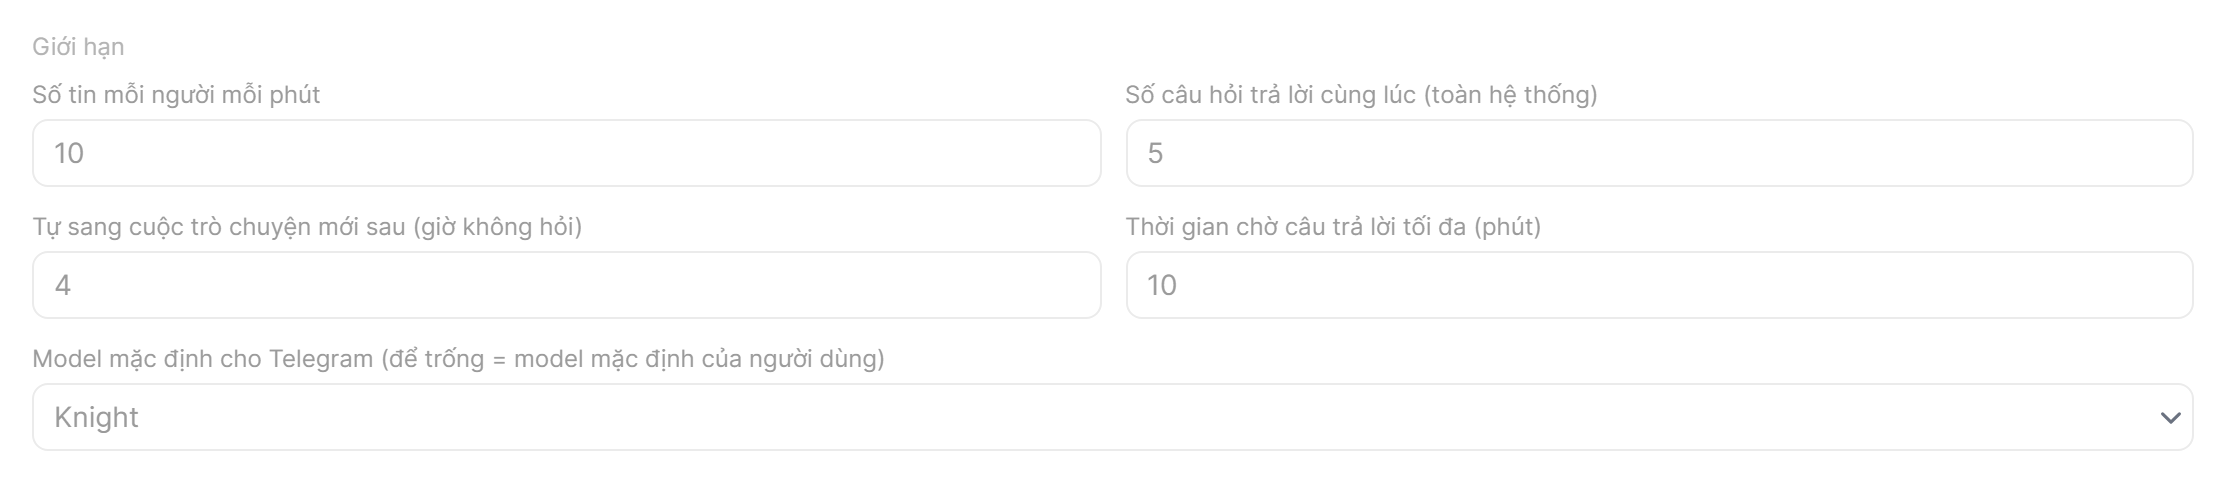 Giới hạn
Số tin mỗi người mỗi phút
Số câu hỏi trả lời cùng lúc (toàn hệ thống)
10
5
Tự sang cuộc trò chuyện mới sau (giờ không hỏi)
Thời gian chờ câu trả lời tối đa (phút)
4
10
Model mặc định cho Telegram (để trống = model mặc định của người dùng)
Knight